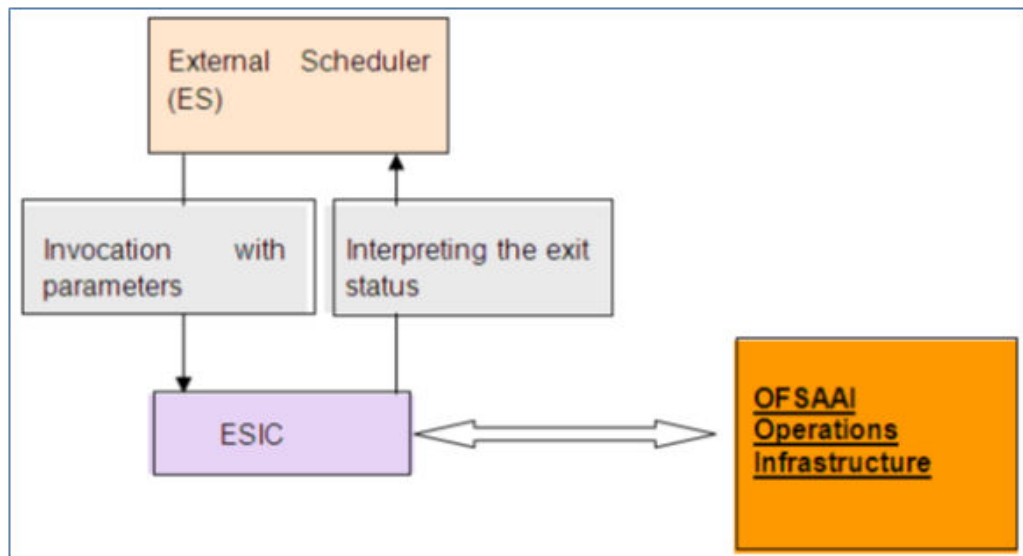 External Scheduler
(ES)
Invocation with
parameters
Interpreting the exit
status
ESIC
OFSAAI
Operations
Infrastructure